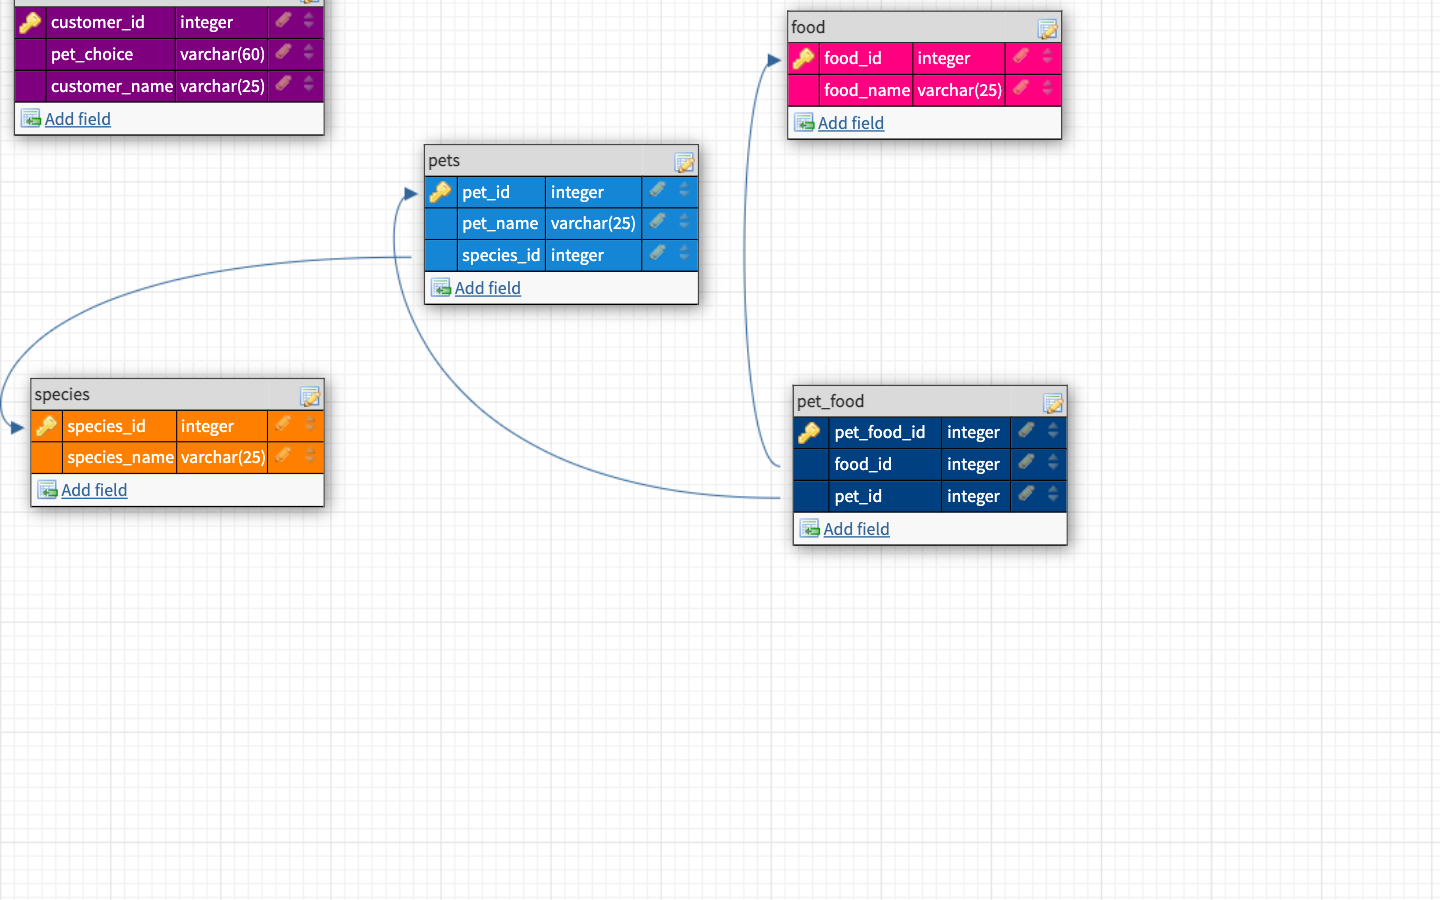 customer_id integer
pet_choice varchar(60)
customer_name varchar(25)
Add field
food
food_id integer
food_name varchar(25)
Add field
pets
pet_id integer
pet_name varchar(25)
species_id integer
Add field
species
species_id integer
species_name varchar(25)
Add field
pet_food
pet_food_id integer
food_id integer
pet_id integer
Add field